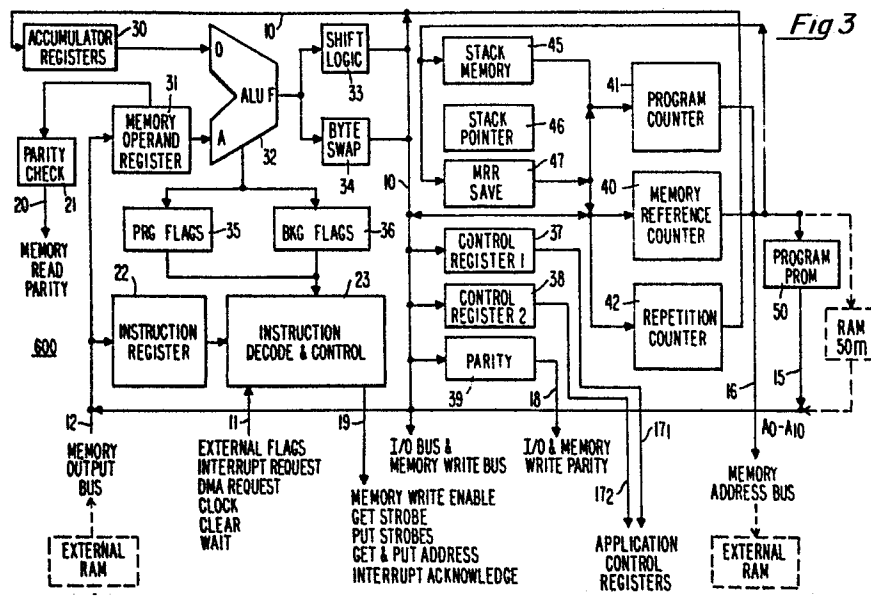 Fig 3
10
30
ACCUMULATOR
REGISTERS
O
ALU F
A
32
SHIFT
LOGIC
33
BYTE
SWAP
34
31
MEMORY
OPERAND
REGISTER
PARITY
CHECK
20
21
MEMORY
READ
PARITY
PRG FLAGS
35
BKG FLAGS
36
22
INSTRUCTION
REGISTER
23
INSTRUCTION
DECODE & CONTROL
600
10
45
STACK
MEMORY
STACK
POINTER
46
MRR
SAVE
47
37
CONTROL
REGISTER 1
38
CONTROL
REGISTER 2
PARITY
39
41
PROGRAM
COUNTER
40
MEMORY
REFERENCE
COUNTER
42
REPETITION
COUNTER
PROGRAM
PROM
50
RAM
50m
12
MEMORY
OUTPUT
BUS
EXTERNAL
RAM
11
EXTERNAL FLAGS
INTERRUPT REQUEST
DMA REQUEST
CLOCK
CLEAR
WAIT
19
MEMORY WRITE ENABLE
GET STROBE
PUT STROBES
GET & PUT ADDRESS
INTERRUPT ACKNOWLEDGE
I/O BUS &
MEMORY WRITE BUS
18
I/O & MEMORY
WRITE PARITY
172
171
APPLICATION
CONTROL
REGISTERS
16
15
A0-A10
MEMORY
ADDRESS BUS
EXTERNAL
RAM